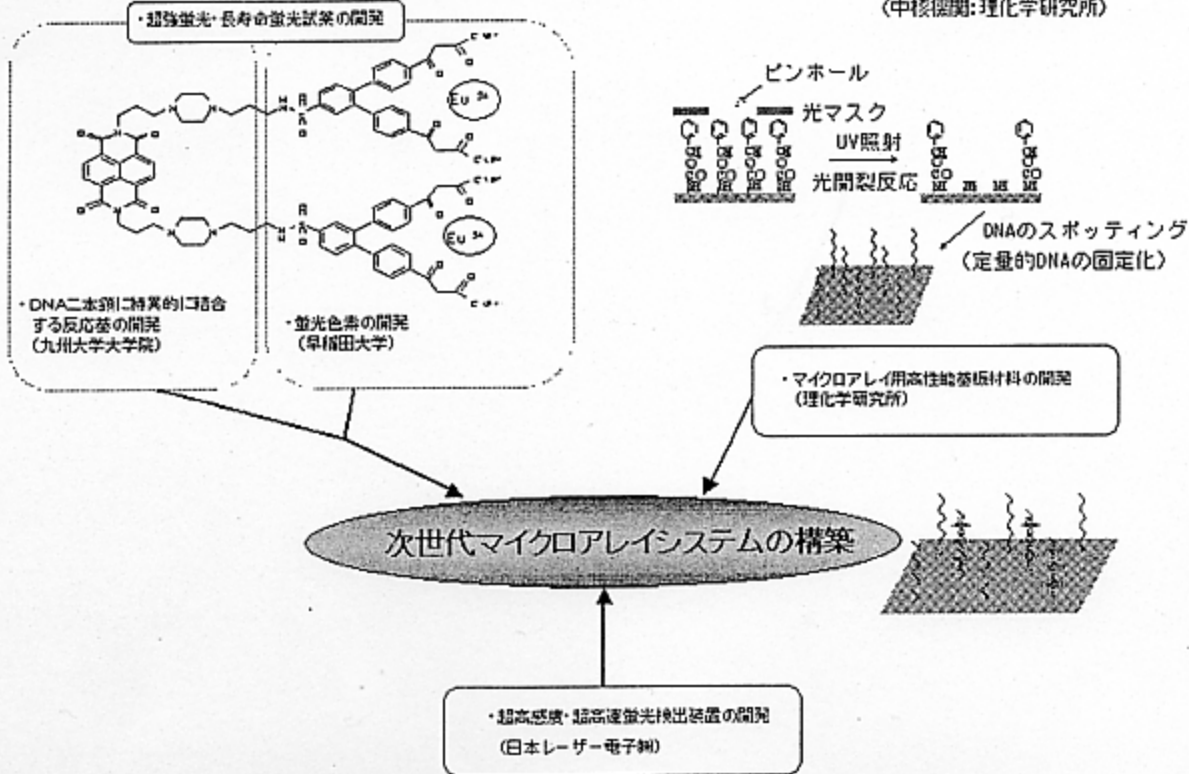 (中核機関:理化学研究所)
・超強蛍光・長寿命蛍光試薬の開発
Eu 3+
Eu 3+
・DNA二本鎖に特異的に結合
する反応基の開発
(九州大学大学院)
・蛍光色素の開発
(早稲田大学)
ピンホール
光マスク
UV照射
光開裂反応
DNAのスポッティング
(定量的DNAの固定化)
・マイクロアレイ用高性能基板材料の開発
(理化学研究所)
次世代マイクロアレイシステムの構築
・超高感度・超高速蛍光検出装置の開発
(日本レーザー電子㈱)